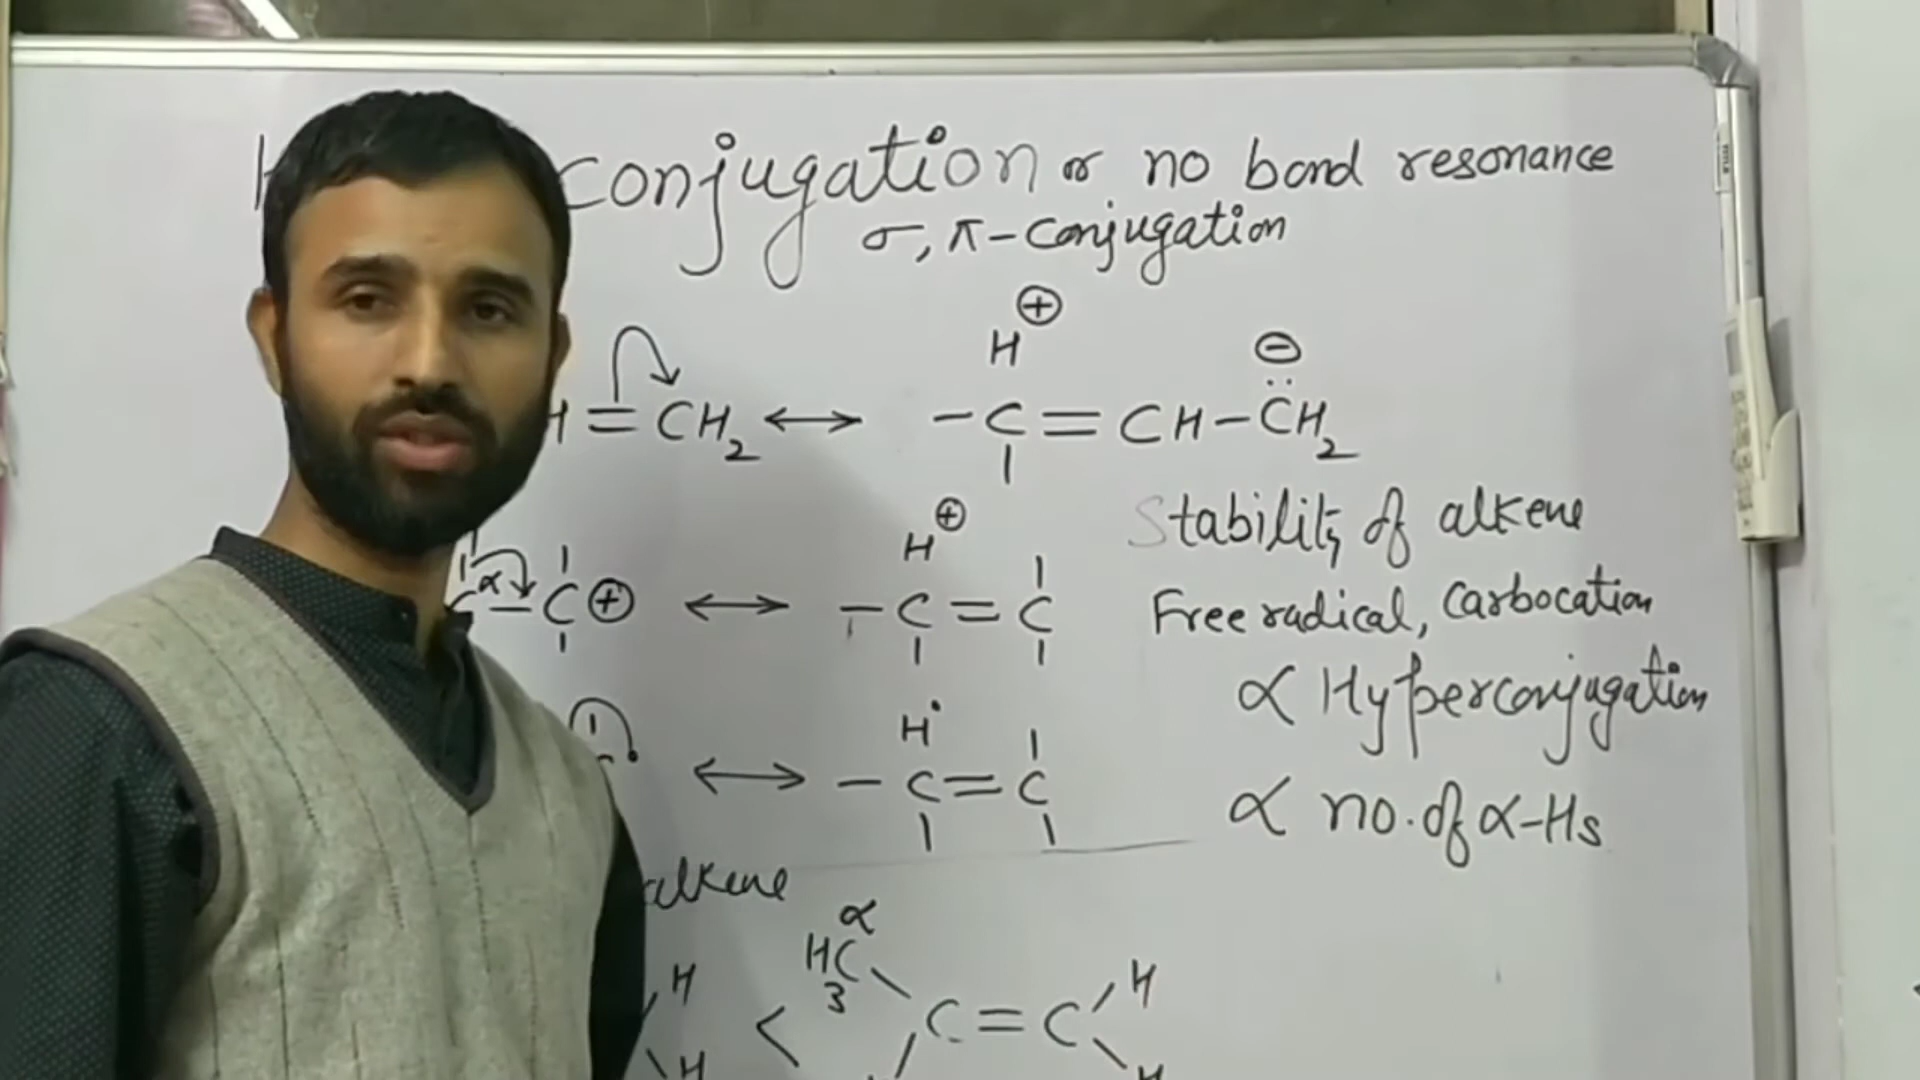 conjugation or no bond resonance
σ, π-conjugation
H ⊕
⊖
H = CH2 ↔ - C = CH - C̈H2
Stability of alkene
H ⊕
α
- C ⊕ ↔ - C = C
Free radical, Carbocation
∝ Hyperconjugation
H•
↔ - C = C
∝ no. of α-Hs
alkene
α
H3C
H
H
< C = C
H
H